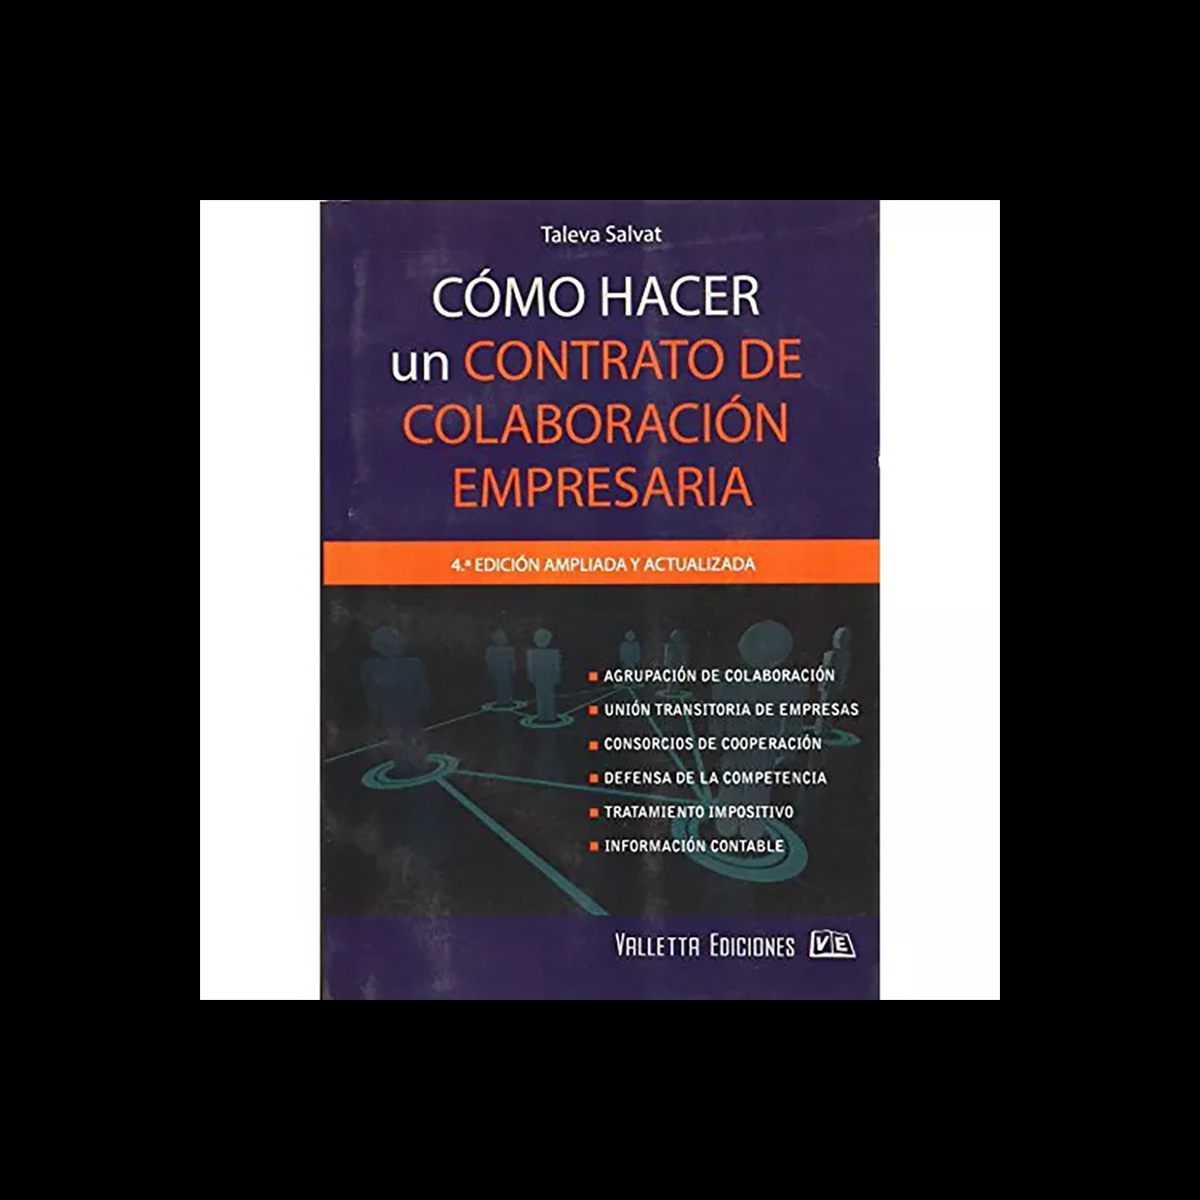 Taleva Salvat
CÓMO HACER
un CONTRATO DE
COLABORACIÓN
EMPRESARIA
4.ª EDICIÓN AMPLIADA Y ACTUALIZADA
AGRUPACIÓN DE COLABORACIÓN
UNIÓN TRANSITORIA DE EMPRESAS
CONSORCIOS DE COOPERACIÓN
DEFENSA DE LA COMPETENCIA
TRATAMIENTO IMPOSITIVO
INFORMACIÓN CONTABLE
VALLETTA EDICIONES VE